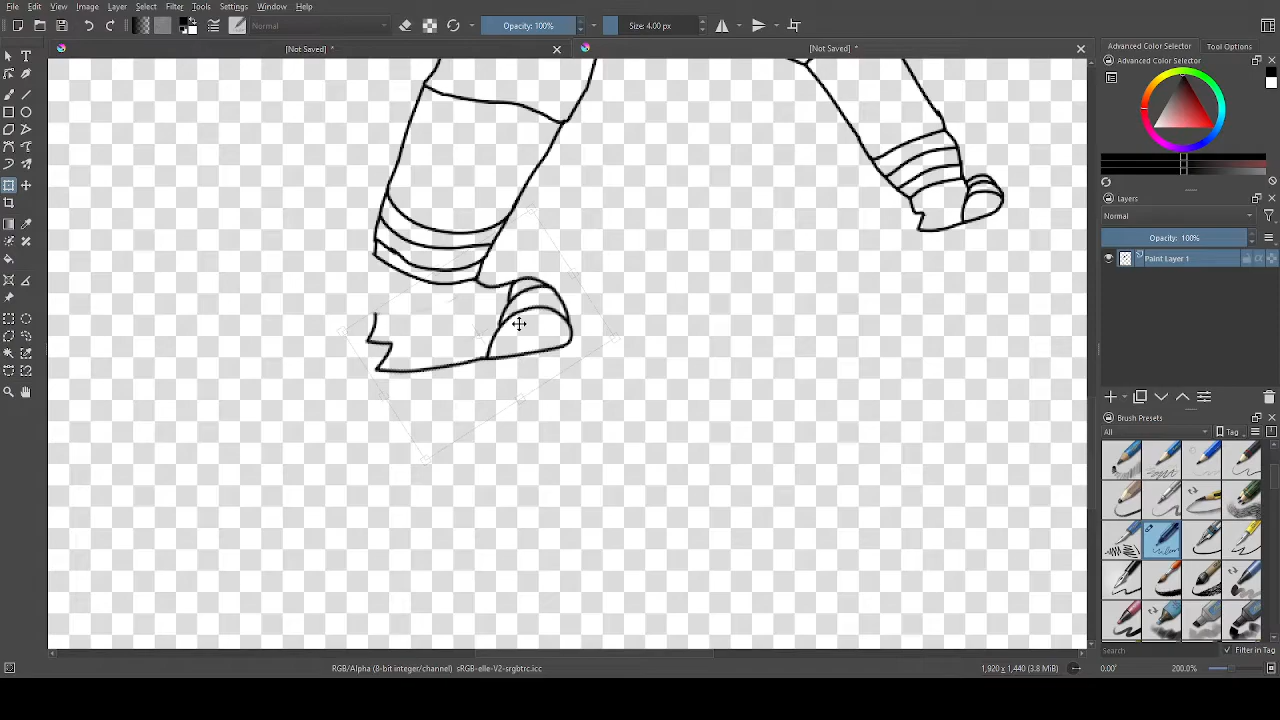 File Edit View Image Layer Select Filter Tools Settings Window Help
Normal Opacity: 100% Size: 4.00 px
[Not Saved] * [Not Saved] *
Advanced Color Selector Tool Options
Advanced Color Selector
Layers
Normal
Opacity: 100%
Paint Layer 1
Brush Presets
All Tag
Search Filter in Tag
RGB/Alpha (8-bit integer/channel) sRGB-elle-V2-srgbtrc.icc 1,920 x 1,440 (3.8 MiB) 0.00° 200.0%